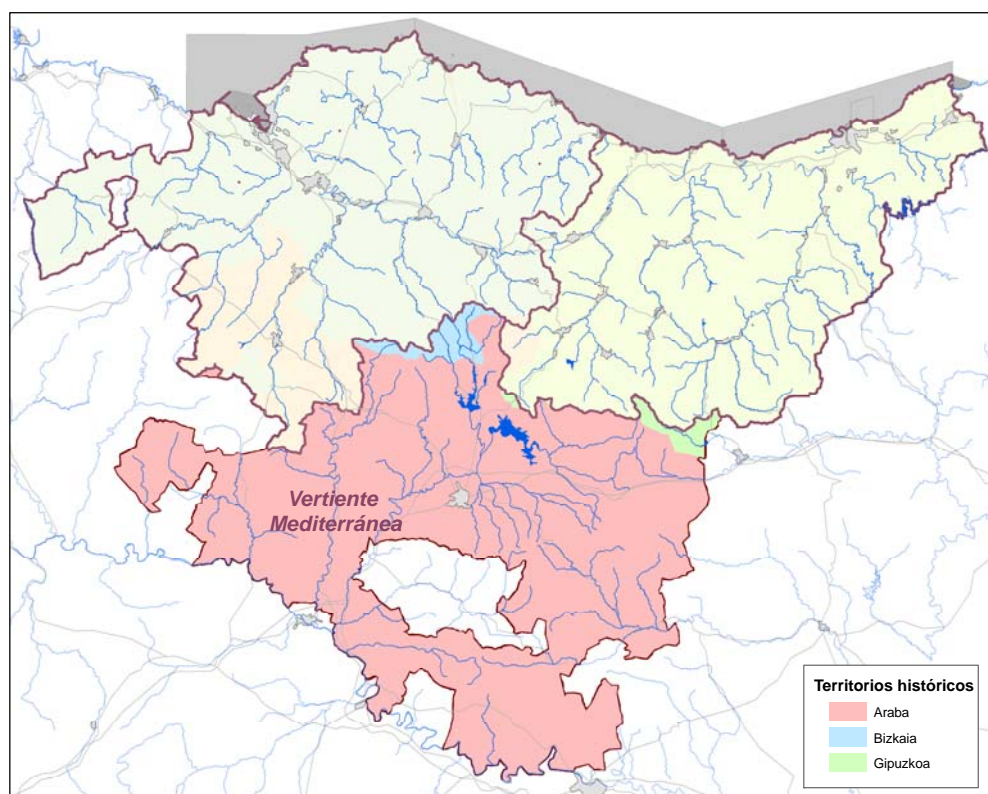 Vertiente
Mediterránea
Territorios históricos
Araba
Bizkaia
Gipuzkoa